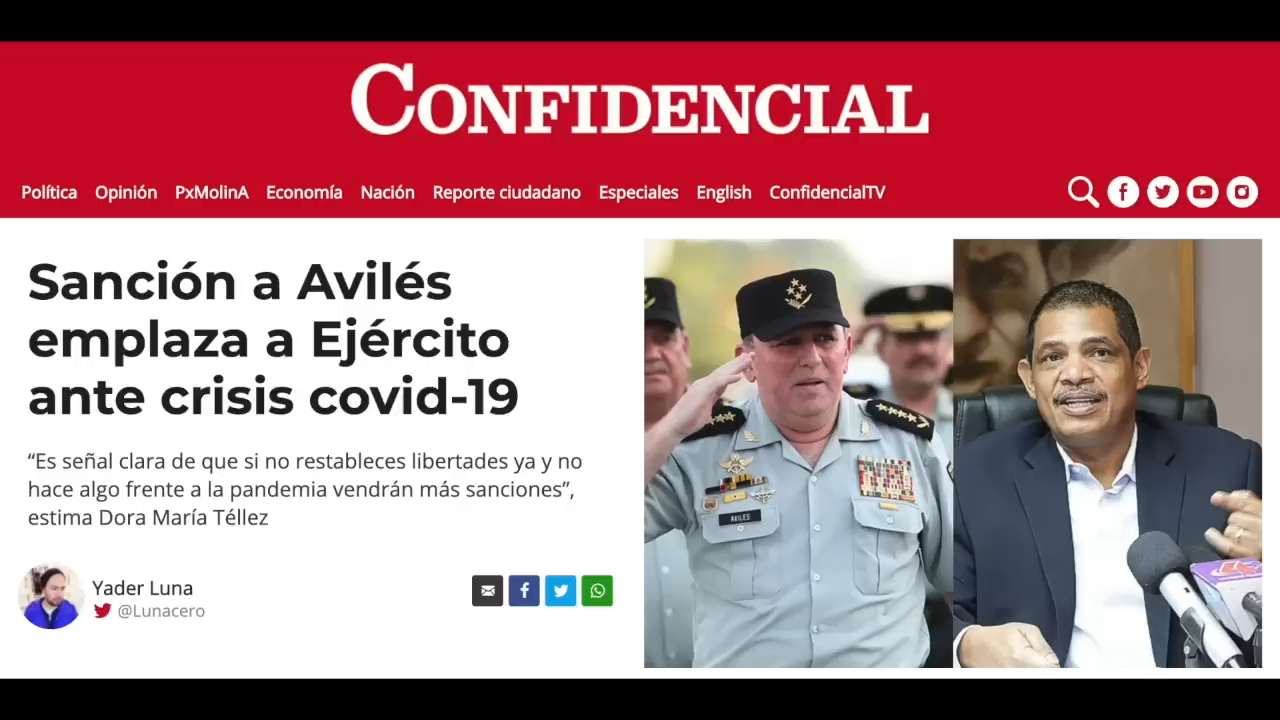 CONFIDENCIAL
Política Opinión PxMolinA Economía Nación Reporte ciudadano Especiales English ConfidencialTV
Sanción a Avilés
emplaza a Ejército
ante crisis covid-19
“Es señal clara de que si no restableces libertades ya y no
hace algo frente a la pandemia vendrán más sanciones”,
estima Dora María Téllez
Yader Luna
@Lunacero
AVILES